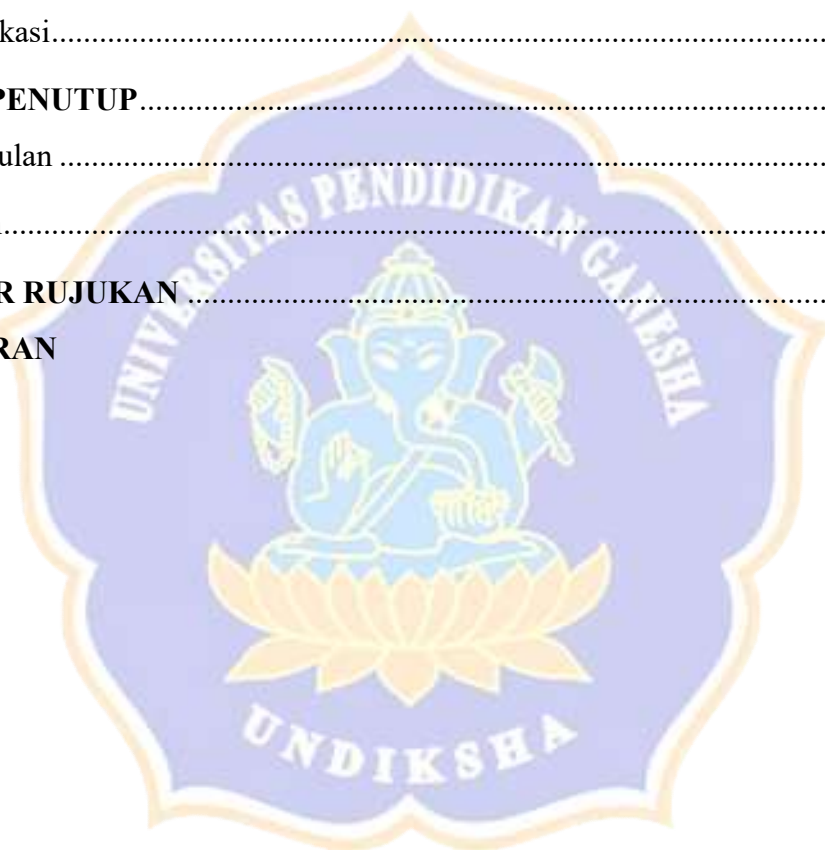 kasi
PENUTUP
ulan
R RUJUKAN
RAN
UNIVERSITAS PENDIDIKAN GANESHA
UNDIKSHA